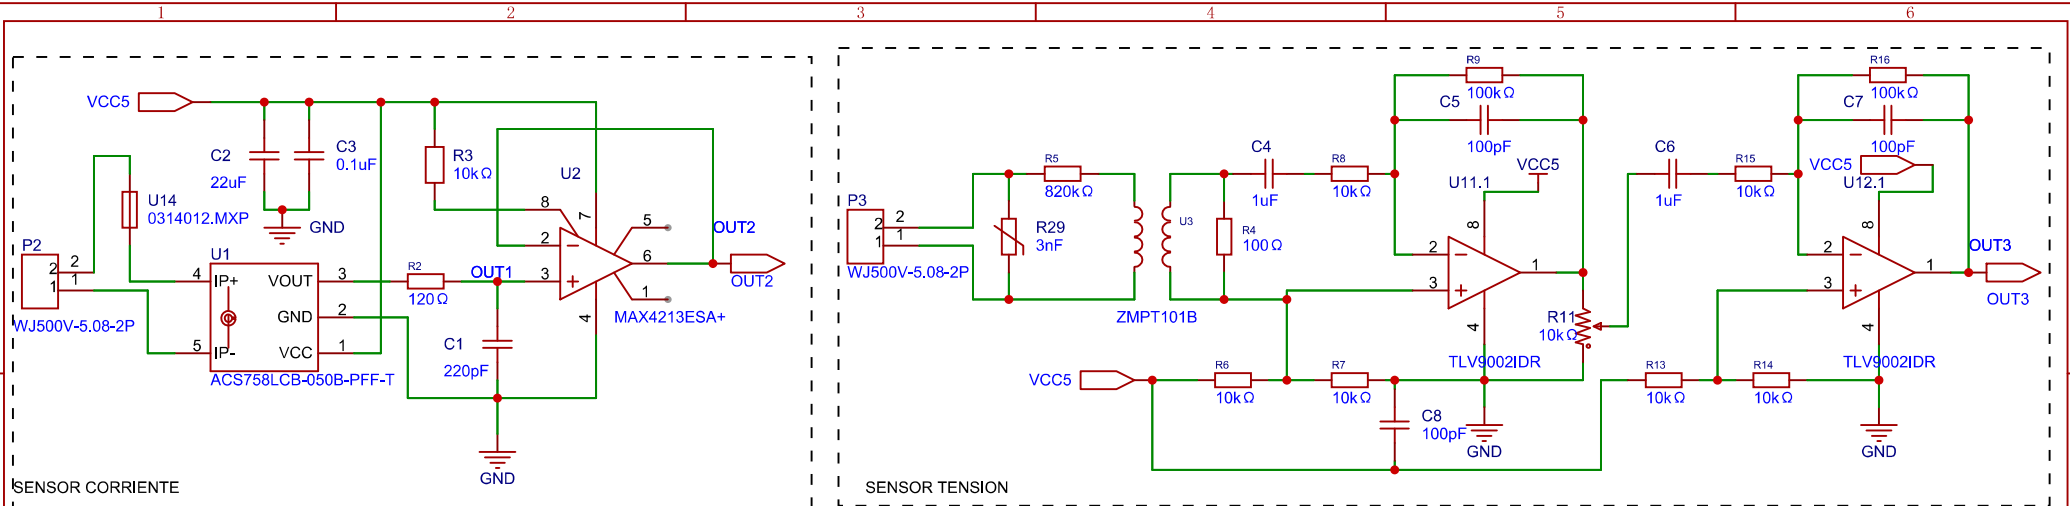 1
2
3
4
5
6
VCC5
C2
22uF
C3
0.1uF
GND
R3
10kΩ
U2
U14
0314012.MXP
P2
2
1
2
1
WJ500V-5.08-2P
U1
4
IP+
5
IP-
VOUT
3
GND
2
VCC
1
ACS758LCB-050B-PFF-T
R2
120Ω
OUT1
C1
220pF
GND
8
7
2
3
4
5
6
1
MAX4213ESA+
OUT2
OUT2
SENSOR CORRIENTE
P3
2
1
2
1
WJ500V-5.08-2P
R29
3nF
R5
820kΩ
U3
ZMPT101B
R4
100Ω
C4
1uF
R8
10kΩ
R9
100kΩ
C5
100pF
VCC5
U11.1
8
2
3
1
4
TLV9002IDR
R11
10kΩ
VCC5
R6
10kΩ
R7
10kΩ
C8
100pF
GND
C6
1uF
R15
10kΩ
R16
100kΩ
C7
100pF
VCC5
U12.1
8
2
3
1
4
TLV9002IDR
OUT3
OUT3
R13
10kΩ
R14
10kΩ
GND
SENSOR TENSION